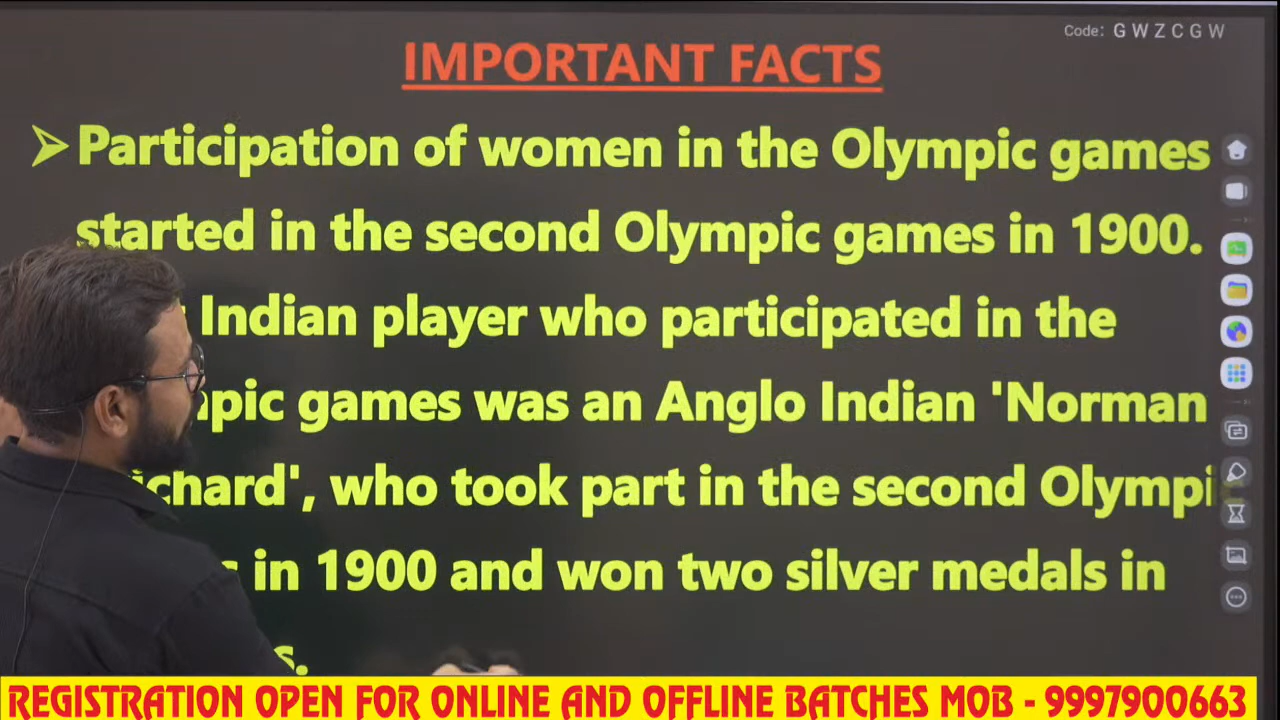 Code: G W Z C G W
IMPORTANT FACTS
➢ Participation of women in the Olympic games
started in the second Olympic games in 1900.
Indian player who participated in the
games was an Anglo Indian 'Norman
who took part in the second Olympi
in 1900 and won two silver medals in
REGISTRATION OPEN FOR ONLINE AND OFFLINE BATCHES MOB - 9997900663